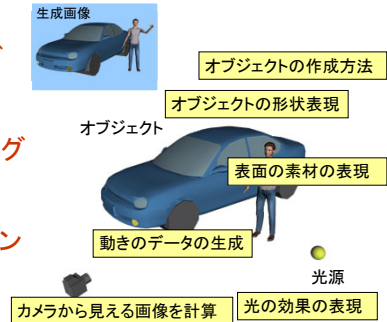 生成画像
オブジェクトの作成方法
オブジェクトの形状表現
オブジェクト
グ
表面の素材の表現
ン
動きのデータの生成
光源
カメラから見える画像を計算
光の効果の表現